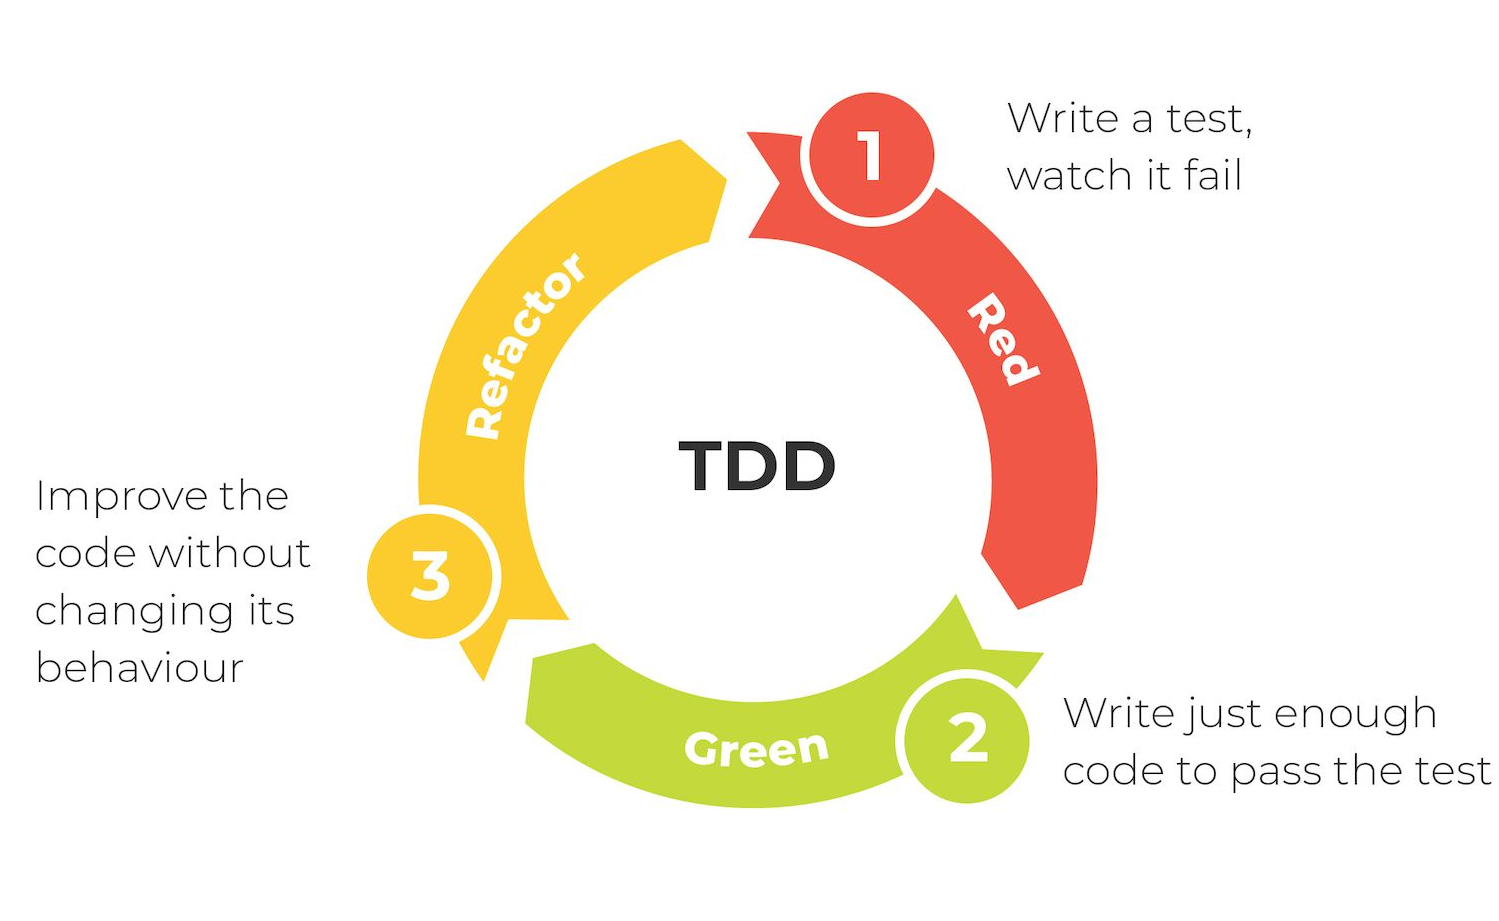 1
Write a test,
watch it fail
Red
TDD
2
Write just enough
code to pass the test
Green
3
Improve the
code without
changing its
behaviour
Refactor